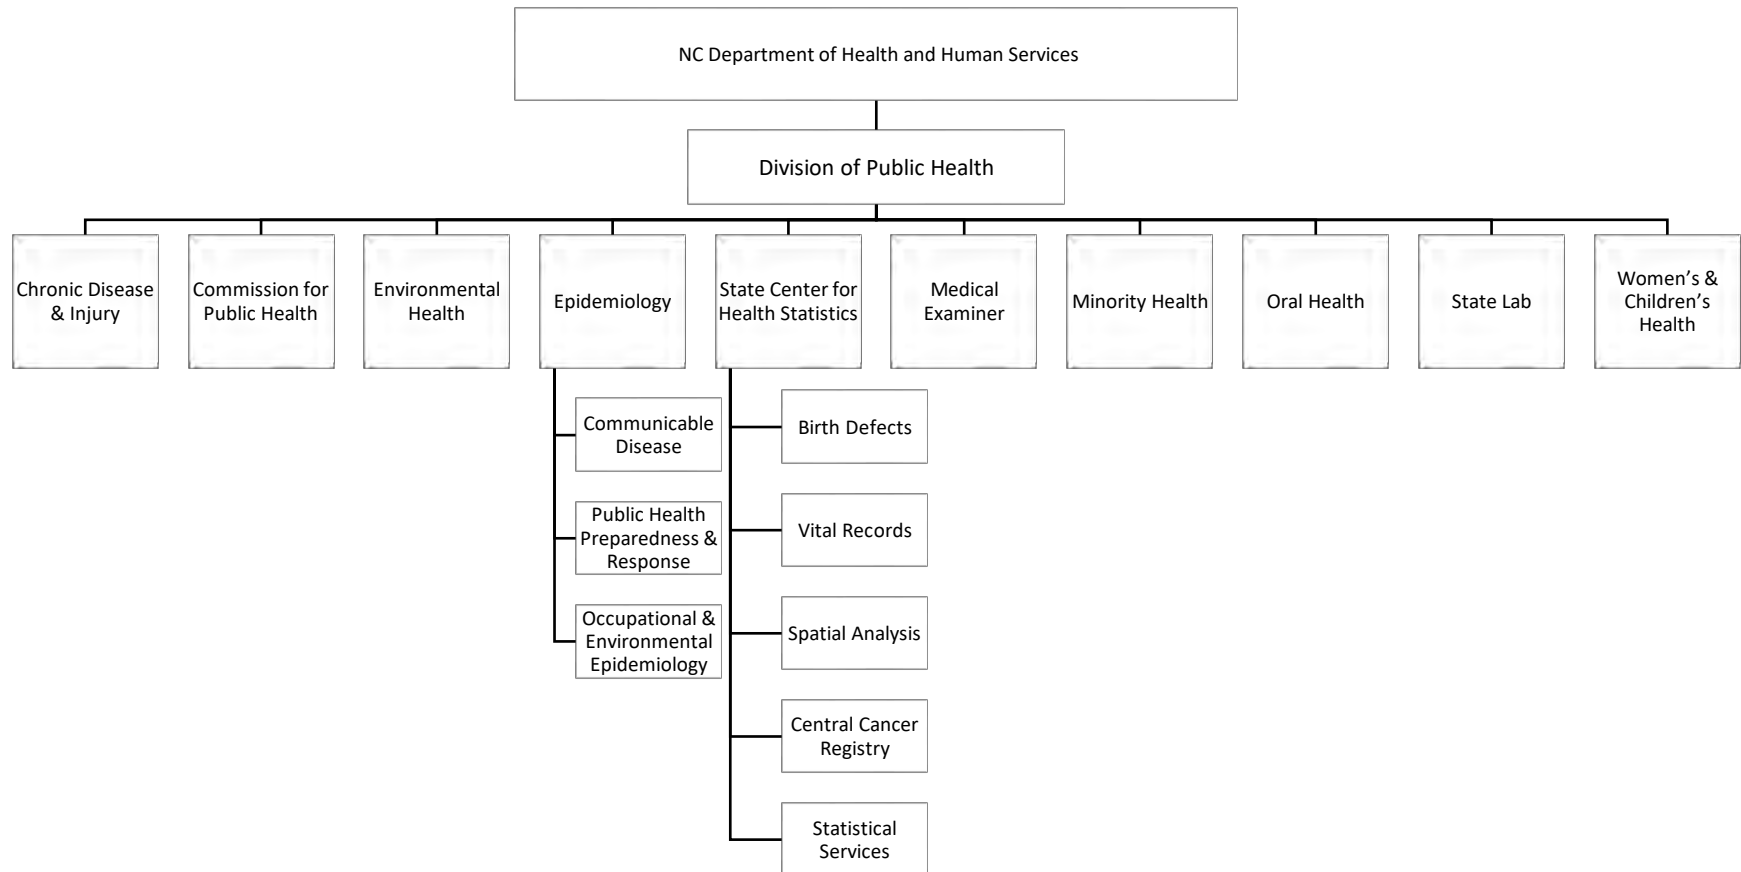 NC Department of Health and Human Services
Division of Public Health
Chronic Disease
& Injury
Commission for
Public Health
Environmental
Health
Epidemiology
State Center for
Health Statistics
Medical
Examiner
Minority Health
Oral Health
State Lab
Women’s &
Children’s
Health
Communicable
Disease
Public Health
Preparedness &
Response
Occupational &
Environmental
Epidemiology
Birth Defects
Vital Records
Spatial Analysis
Central Cancer
Registry
Statistical
Services